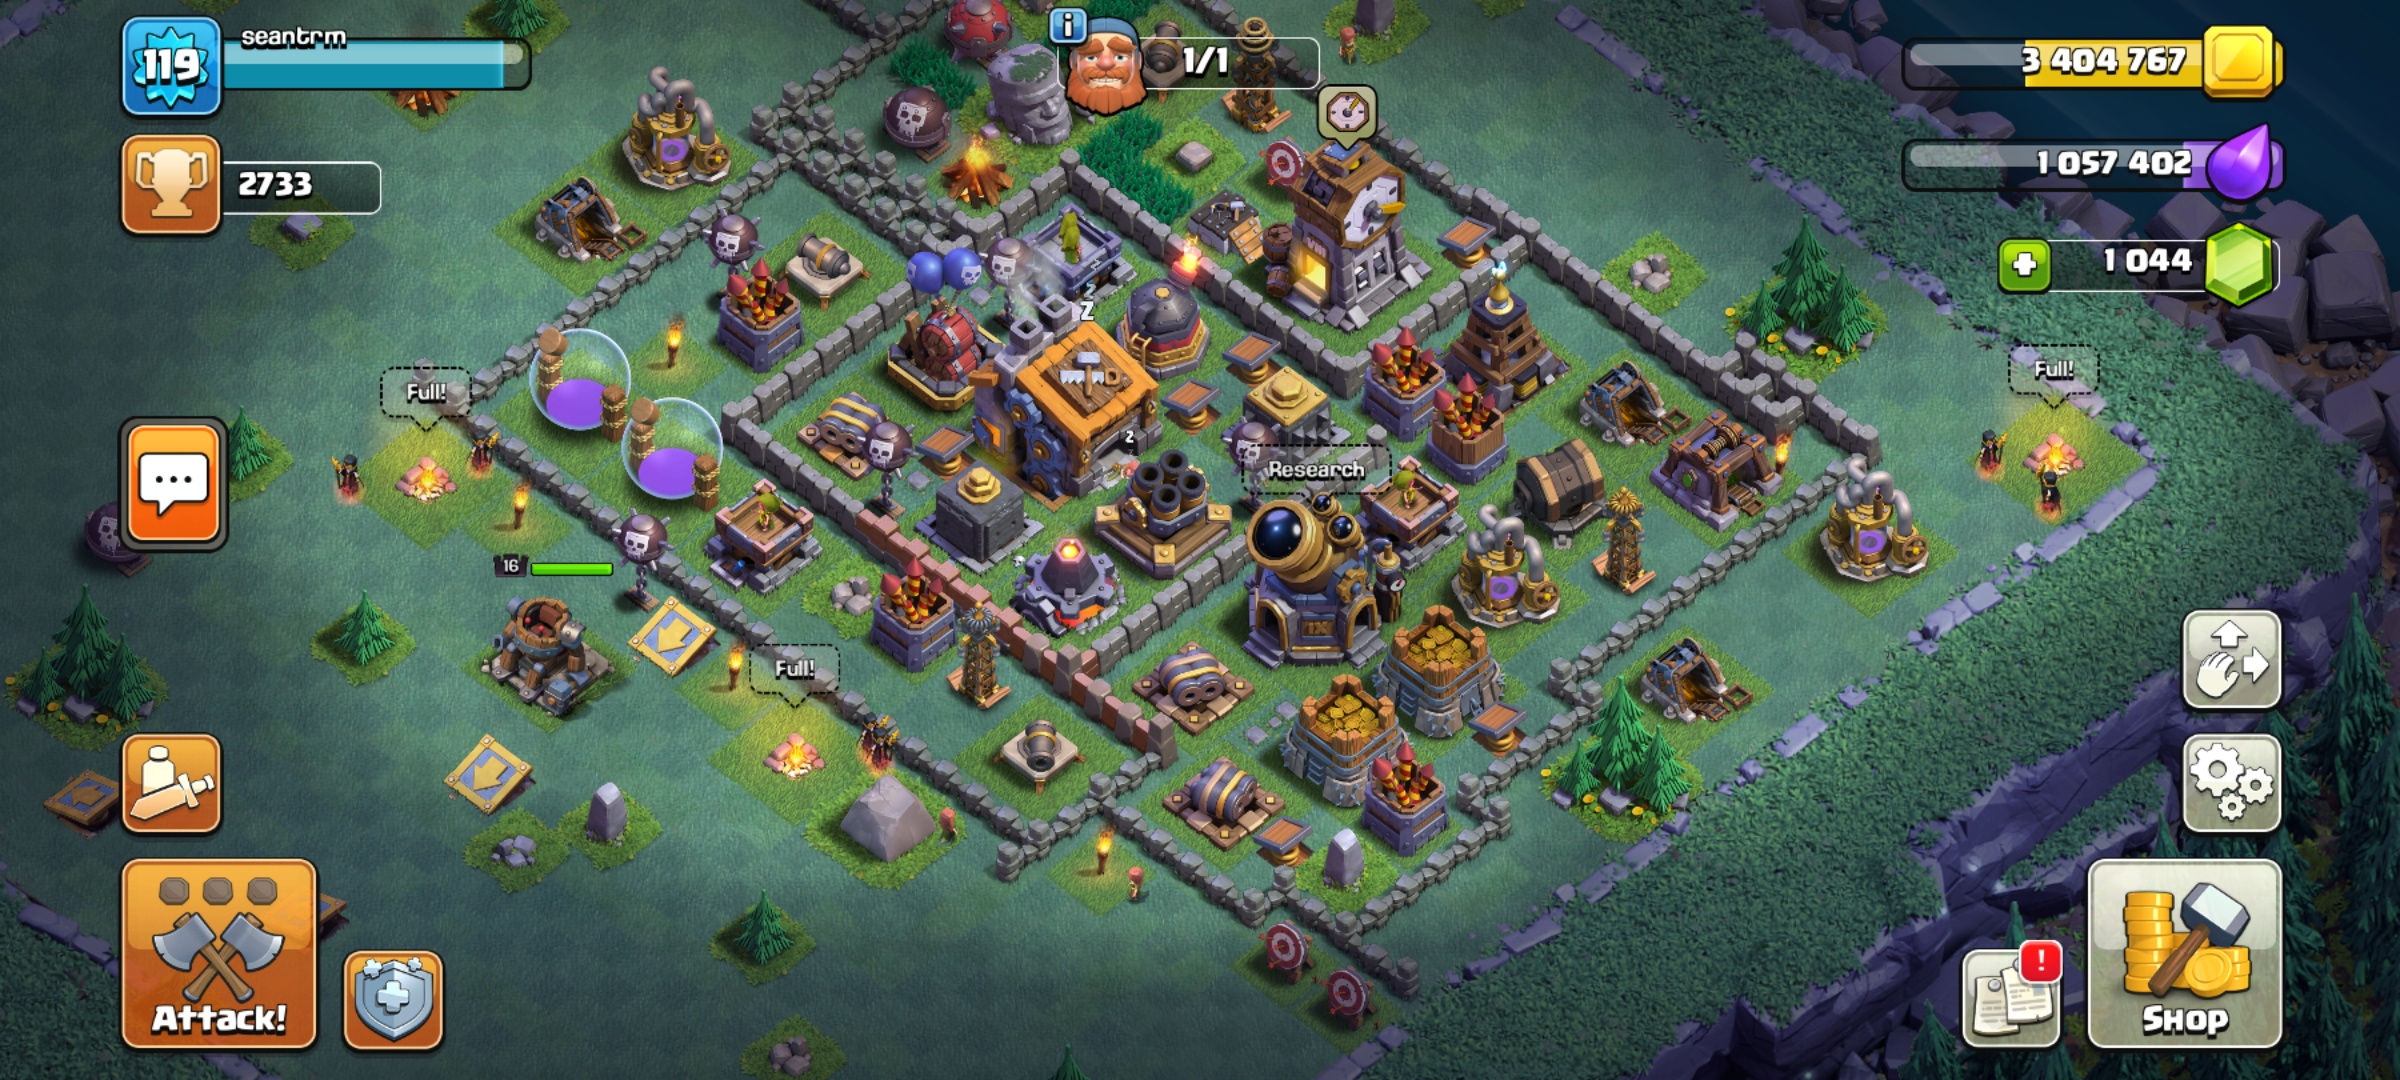 119
seantrm
1/1
3 404 767
2733
1 057 402
1 044
Full!
Full!
Research
16
Full!
Attack!
Shop